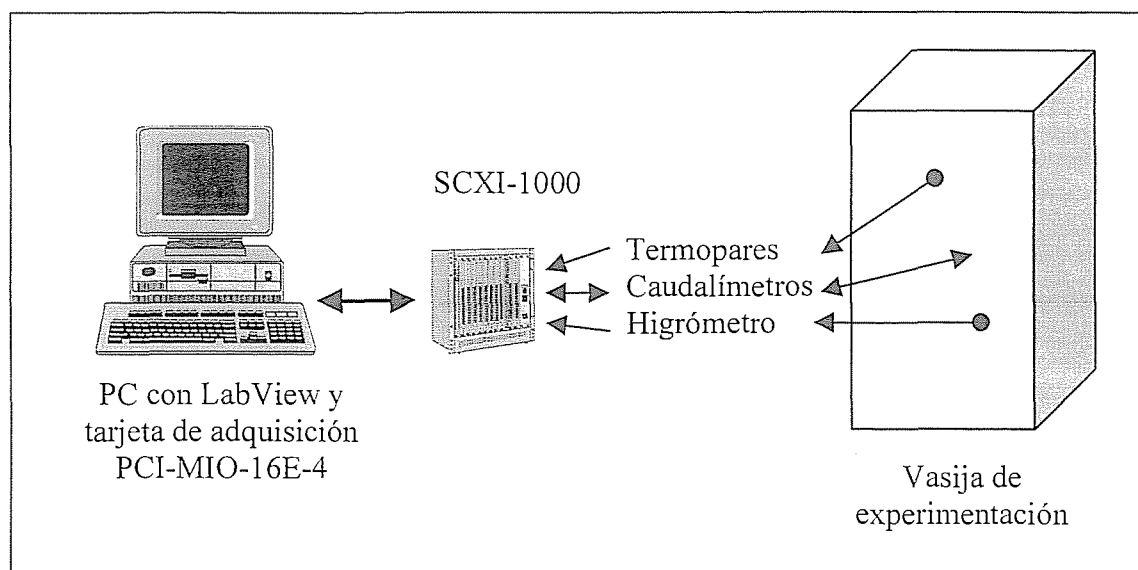 SCXI-1000
Termopares
Caudalímetros
Higrómetro
PC con LabView y
tarjeta de adquisición
PCI-MIO-16E-4
Vasija de
experimentación